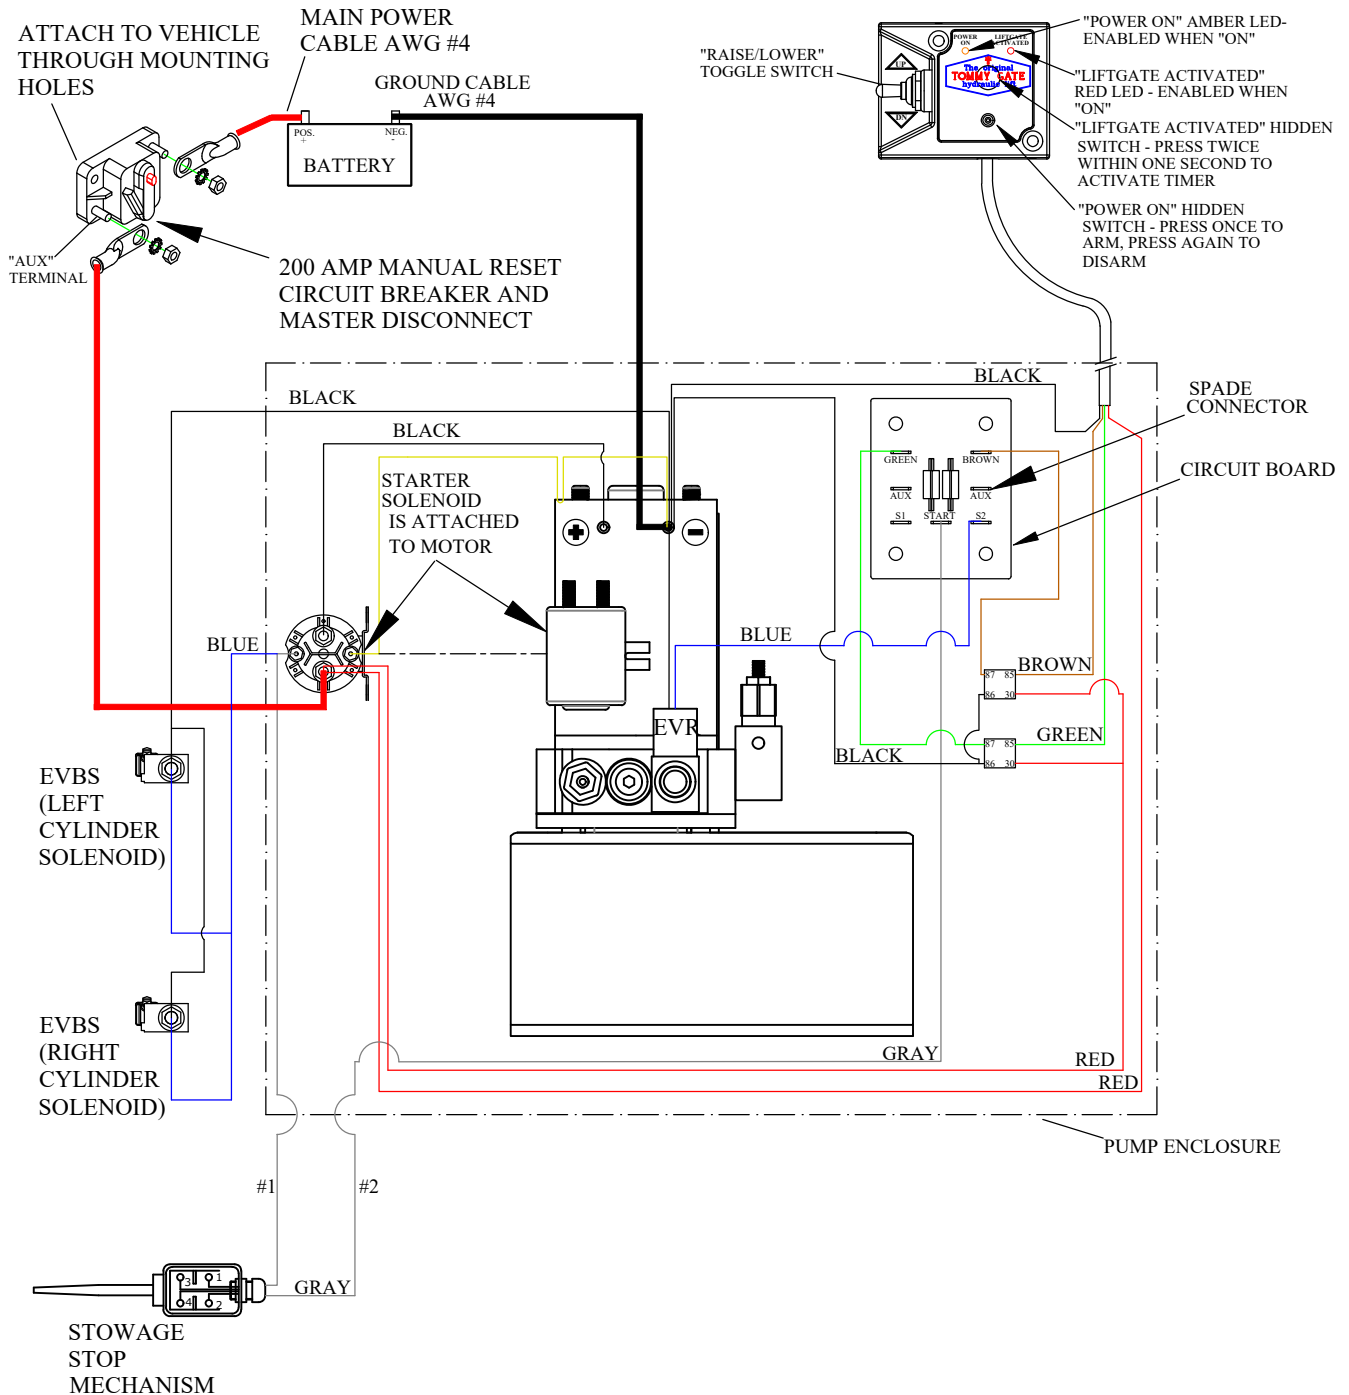 ATTACH TO VEHICLE
THROUGH MOUNTING
HOLES
MAIN POWER
CABLE AWG #4
GROUND CABLE
AWG #4
POS.
+
NEG.
-
BATTERY
"AUX"
TERMINAL
200 AMP MANUAL RESET
CIRCUIT BREAKER AND
MASTER DISCONNECT
"RAISE/LOWER"
TOGGLE SWITCH
UP
DN
POWER
ON
LIFTGATE
ACTIVATED
The original
TOMMY GATE
hydraulic lift
"POWER ON" AMBER LED-
ENABLED WHEN "ON"
"LIFTGATE ACTIVATED"
RED LED - ENABLED WHEN
"ON"
"LIFTGATE ACTIVATED" HIDDEN
SWITCH - PRESS TWICE
WITHIN ONE SECOND TO
ACTIVATE TIMER
"POWER ON" HIDDEN
SWITCH - PRESS ONCE TO
ARM, PRESS AGAIN TO
DISARM
BLACK
BLACK
BLACK
STARTER
SOLENOID
IS ATTACHED
TO MOTOR
SPADE
CONNECTOR
CIRCUIT BOARD
GREEN
BROWN
AUX
AUX
S1
START
S2
BLUE
BLUE
BROWN
87 85
86 30
GREEN
87 85
86 30
BLACK
EVR
EVBS
(LEFT
CYLINDER
SOLENOID)
EVBS
(RIGHT
CYLINDER
SOLENOID)
GRAY
RED
RED
PUMP ENCLOSURE
#1
#2
GRAY
3 1
4 2
STOWAGE
STOP
MECHANISM